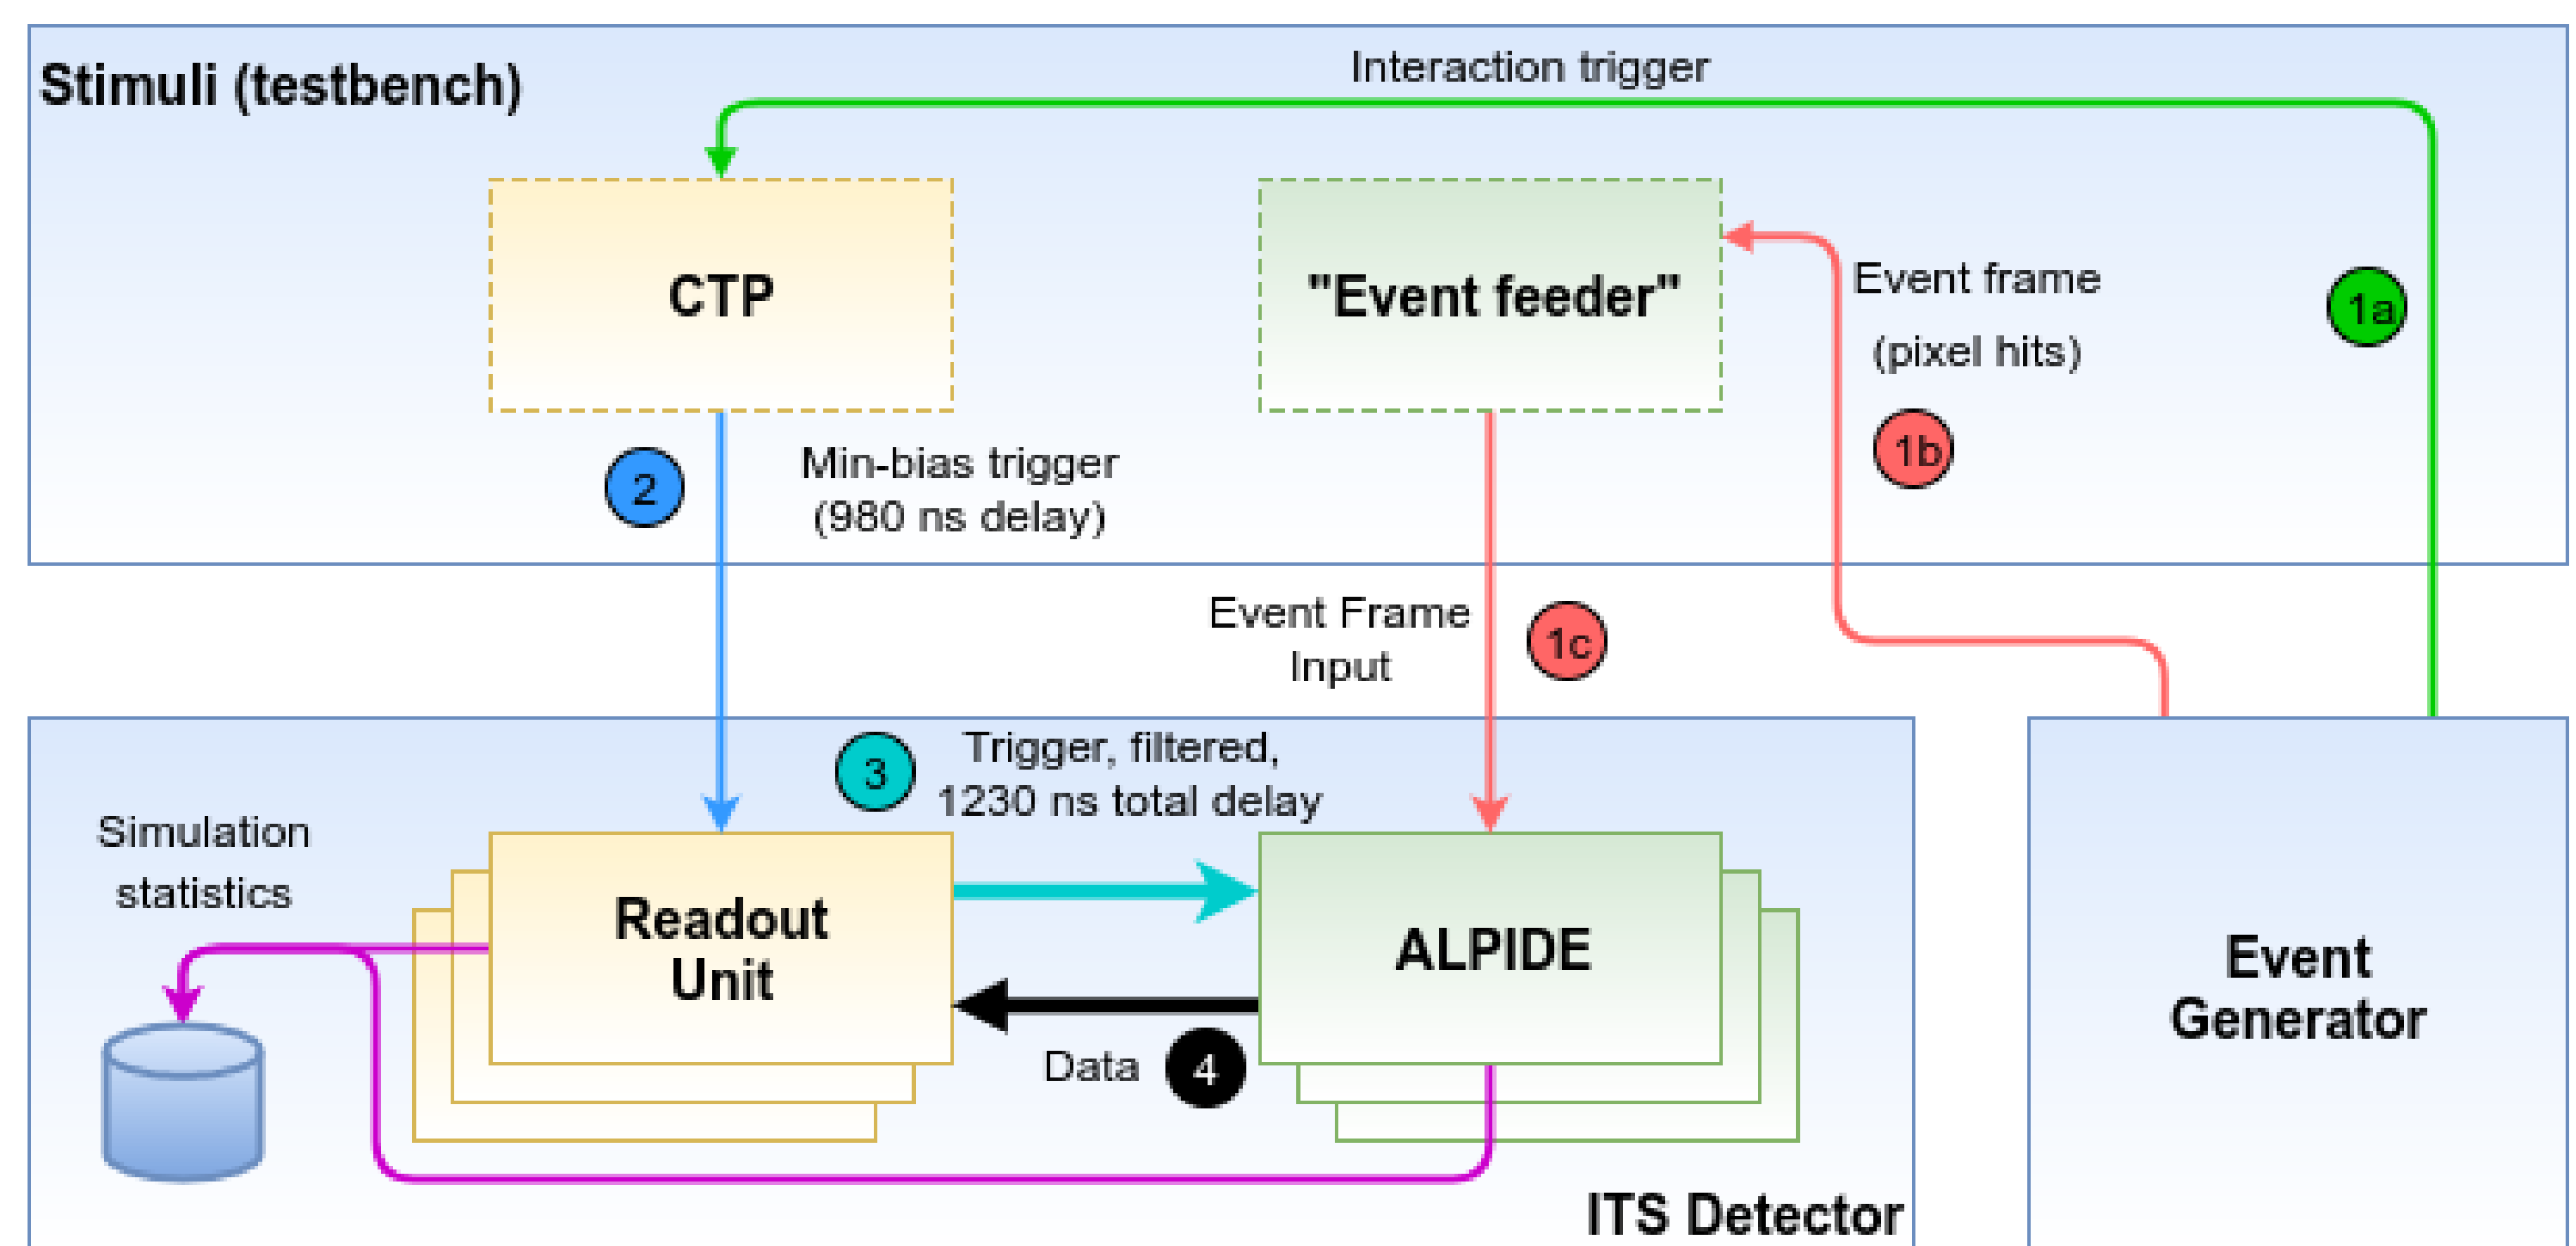 Stimuli (testbench)
Interaction trigger
CTP
"Event feeder"
Event frame
(pixel hits)
1a
1b
2
Min-bias trigger
(980 ns delay)
Event Frame
Input
1c
3
Trigger, filtered,
1230 ns total delay
Simulation
statistics
Readout
Unit
ALPIDE
Data
4
Event
Generator
ITS Detector